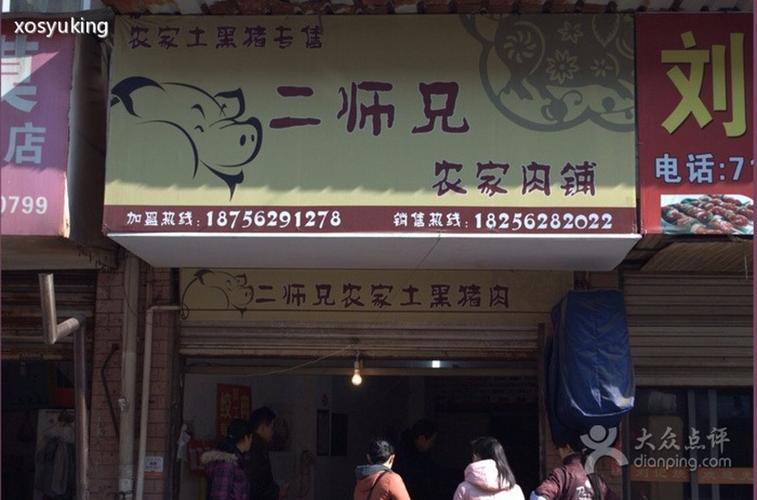 xosyuking
农家土黑猪专售
二师兄
农家肉铺
加盟热线:18756291278
销售热线:18256282022
店
0799
刘
电话:71
二师兄农家土黑猪肉
大众点评
dianping.com